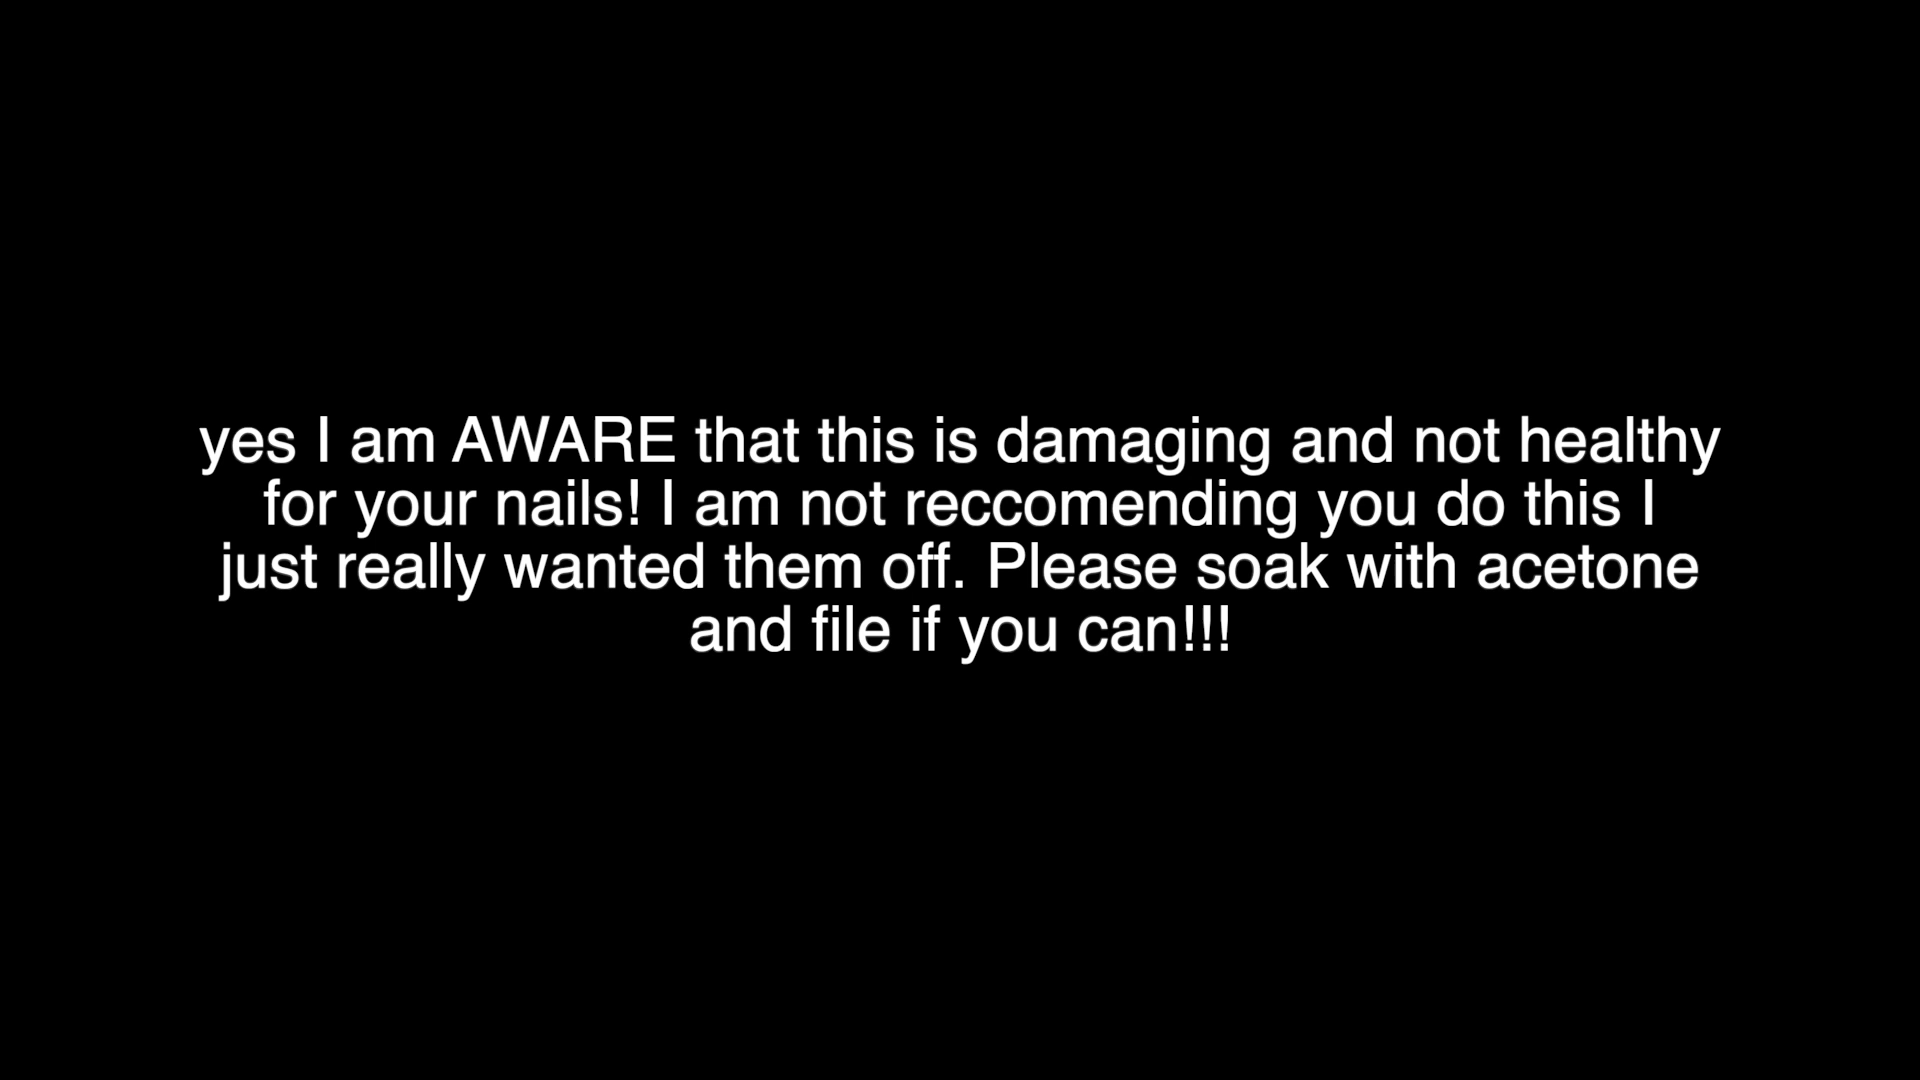 yes I am AWARE that this is damaging and not healthy
for your nails! I am not reccomending you do this I
just really wanted them off. Please soak with acetone
and file if you can!!!